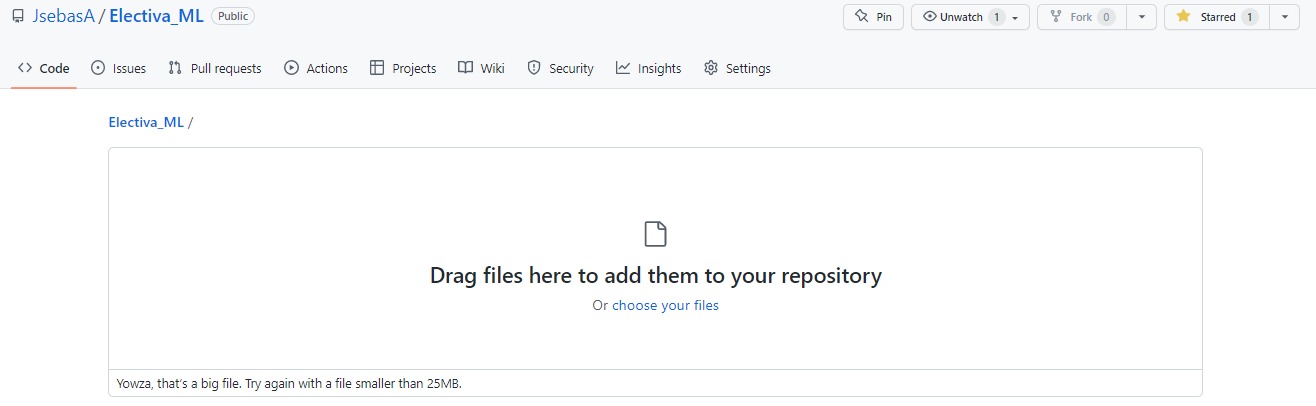 JsebasA / Electiva_ML Public Pin Unwatch 1 Fork 0 Starred 1
Code Issues Pull requests Actions Projects Wiki Security Insights Settings
Electiva_ML /
Drag files here to add them to your repository
Or choose your files
Yowza, that's a big file. Try again with a file smaller than 25MB.